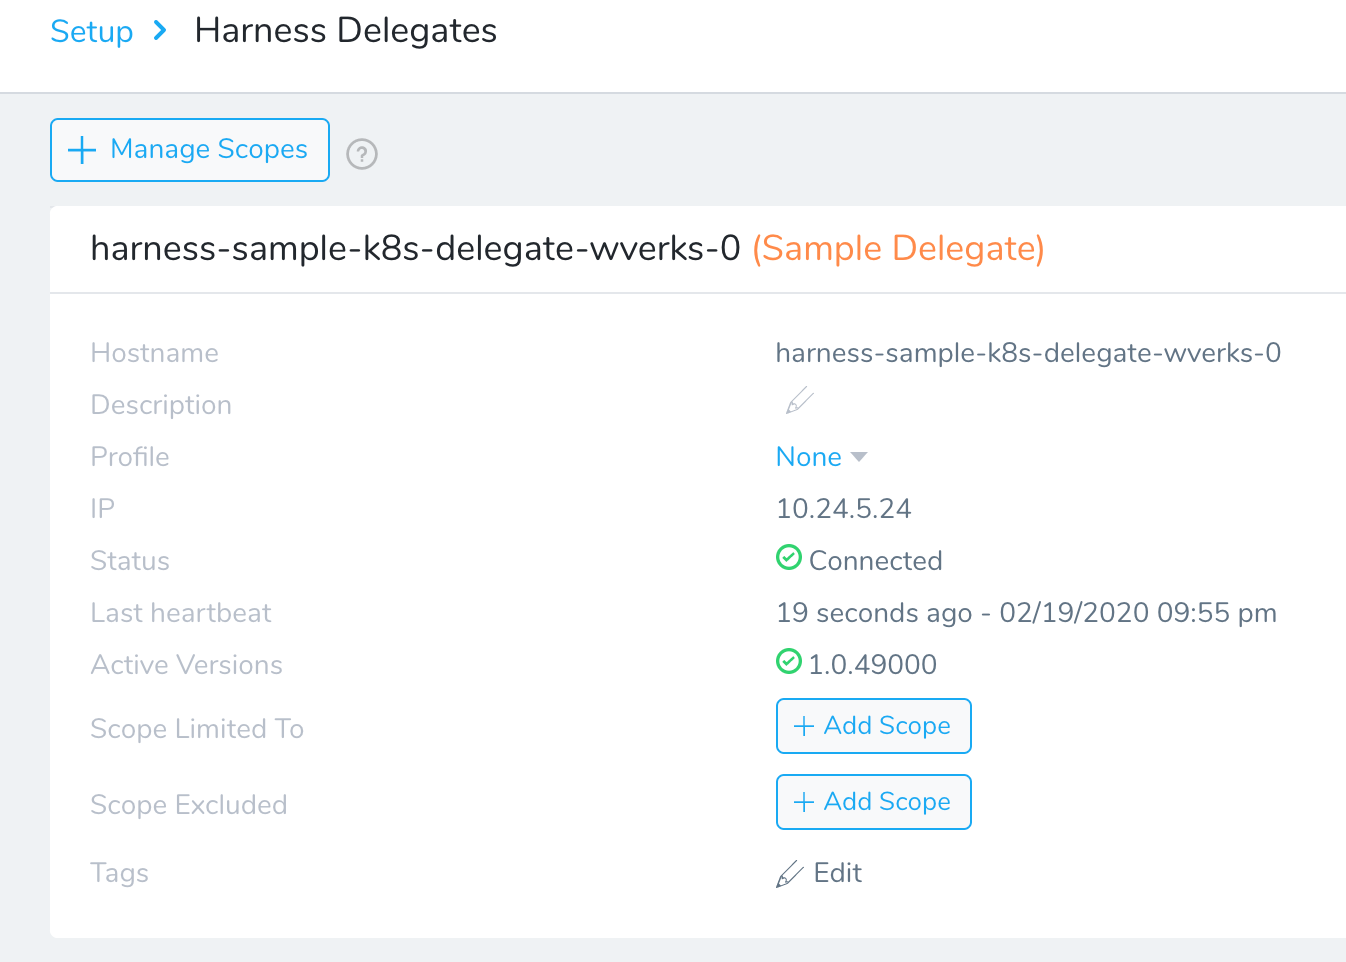 Setup > Harness Delegates
Manage Scopes ?
harness-sample-k8s-delegate-wverks-0 (Sample Delegate)
Hostname harness-sample-k8s-delegate-wverks-0
Description
Profile None
IP 10.24.5.24
Status Connected
Last heartbeat 19 seconds ago - 02/19/2020 09:55 pm
Active Versions 1.0.49000
Scope Limited To + Add Scope
Scope Excluded + Add Scope
Tags Edit